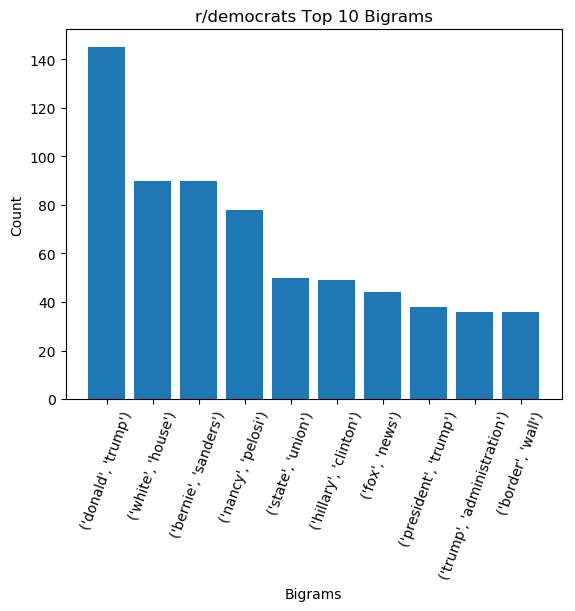 r/democrats Top 10 Bigrams
Count
140
120
100
80
60
40
20
0
('donald', 'trump')
('white', 'house')
('bernie', 'sanders')
('nancy', 'pelosi')
('state', 'union')
('hillary', 'clinton')
('fox', 'news')
('president', 'trump')
('trump', 'administration')
('border', 'wall')
Bigrams